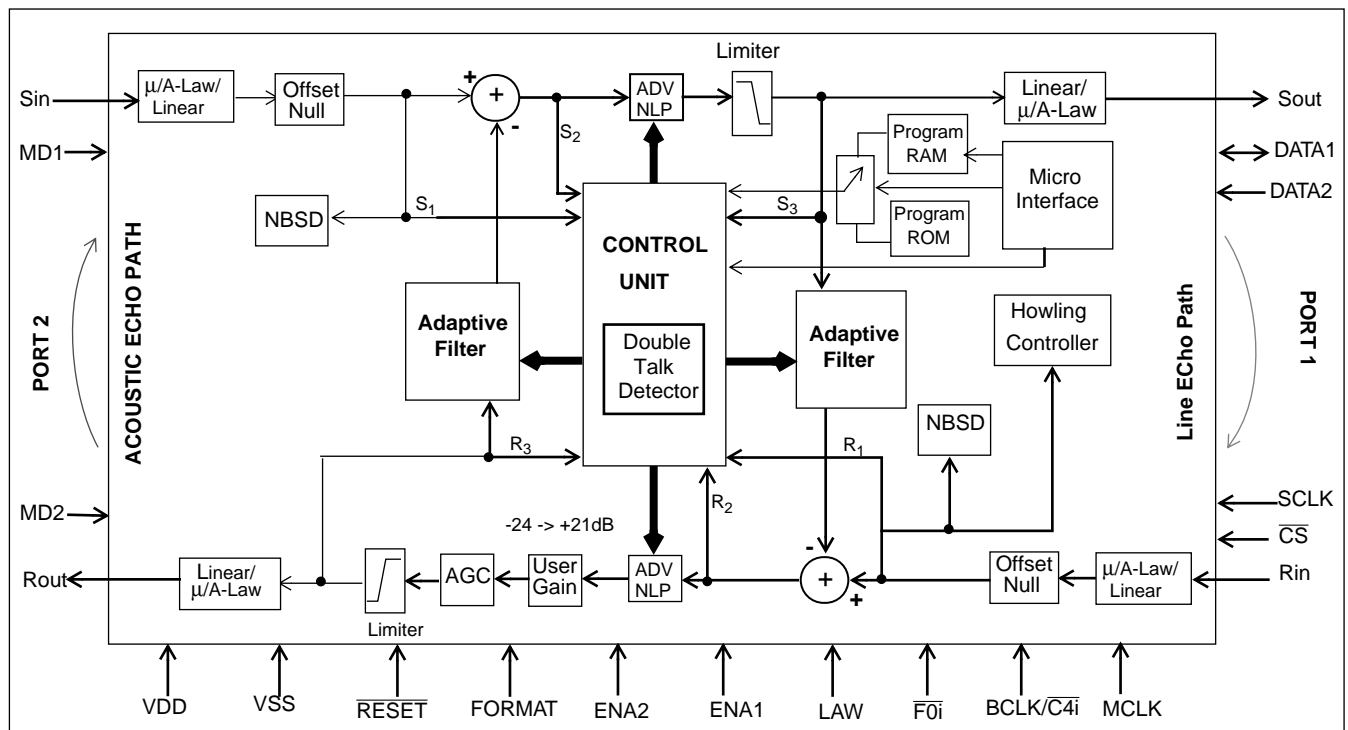 Limiter
Sin
μ/A-Law/
Linear
Offset
Null
+
+
-
S2
ADV
NLP
Linear/
μ/A-Law
Sout
MD1
Program
RAM
Micro
Interface
DATA1
DATA2
NBSD
S1
S3
Program
ROM
CONTROL
UNIT
PORT 2
ACOUSTIC ECHO PATH
Adaptive
Filter
Double
Talk
Detector
Adaptive
Filter
Howling
Controller
Line ECho Path
PORT 1
NBSD
R3
R1
R2
MD2
-24 -> +21dB
SCLK
CS
Rout
Linear/
μ/A-Law
Limiter
AGC
User
Gain
ADV
NLP
-
+
+
Offset
Null
μ/A-Law/
Linear
Rin
VDD
VSS
RESET
FORMAT
ENA2
ENA1
LAW
F0i
BCLK/C4i
MCLK